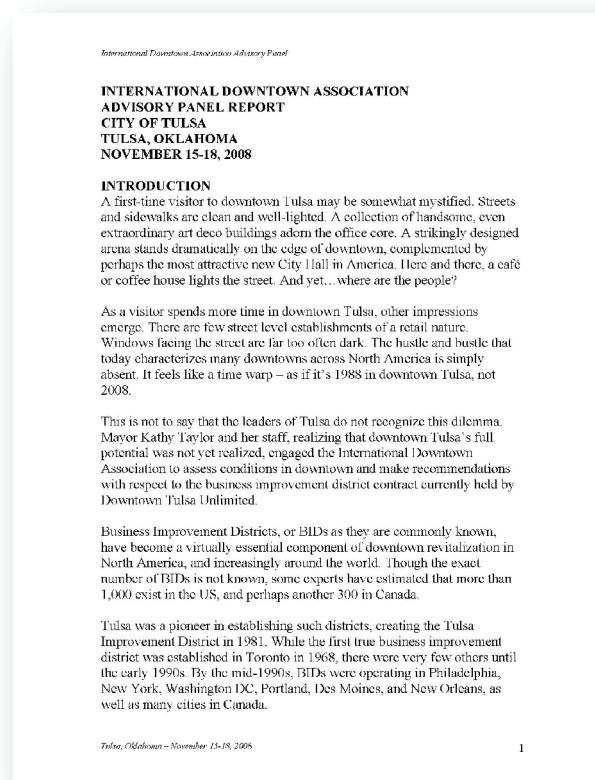 International Downtown Association Advisory Panel
INTERNATIONAL DOWNTOWN ASSOCIATION
ADVISORY PANEL REPORT
CITY OF TULSA
TULSA, OKLAHOMA
NOVEMBER 15-18, 2008
INTRODUCTION
A first-time visitor to downtown Tulsa may be somewhat mystified. Streets
and sidewalks are clean and well-lighted. A collection of handsome, even
extraordinary art deco buildings adorn the office core. A strikingly designed
arena stands dramatically on the edge of downtown, complemented by
perhaps the most attractive new City Hall in America. Here and there, a café
or coffee house lights the street. And yet…where are the people?
As a visitor spends more time in downtown Tulsa, other impressions
emerge. There are few street level establishments of a retail nature.
Windows facing the street are far too often dark. The hustle and bustle that
today characterizes many downtowns across North America is simply
absent. It feels like a time warp – as if it's 1988 in downtown Tulsa, not
2008.
This is not to say that the leaders of Tulsa do not recognize this dilemma.
Mayor Kathy Taylor and her staff, realizing that downtown Tulsa's full
potential was not yet realized, engaged the International Downtown
Association to assess conditions in downtown and make recommendations
with respect to the business improvement district contract currently held by
Downtown Tulsa Unlimited.
Business Improvement Districts, or BIDs as they are commonly known,
have become a virtually essential component of downtown revitalization in
North America, and increasingly around the world. Though the exact
number of BIDs is not known, some experts have estimated that more than
1,000 exist in the US, and perhaps another 300 in Canada.
Tulsa was a pioneer in establishing such districts, creating the Tulsa
Improvement District in 1981. While the first true business improvement
district was established in Toronto in 1968, there were very few others until
the early 1990s. By the mid-1990s, BIDs were operating in Philadelphia,
New York, Washington DC, Portland, Des Moines, and New Orleans, as
well as many cities in Canada.
Tulsa, Oklahoma – November 15-18, 2008
1